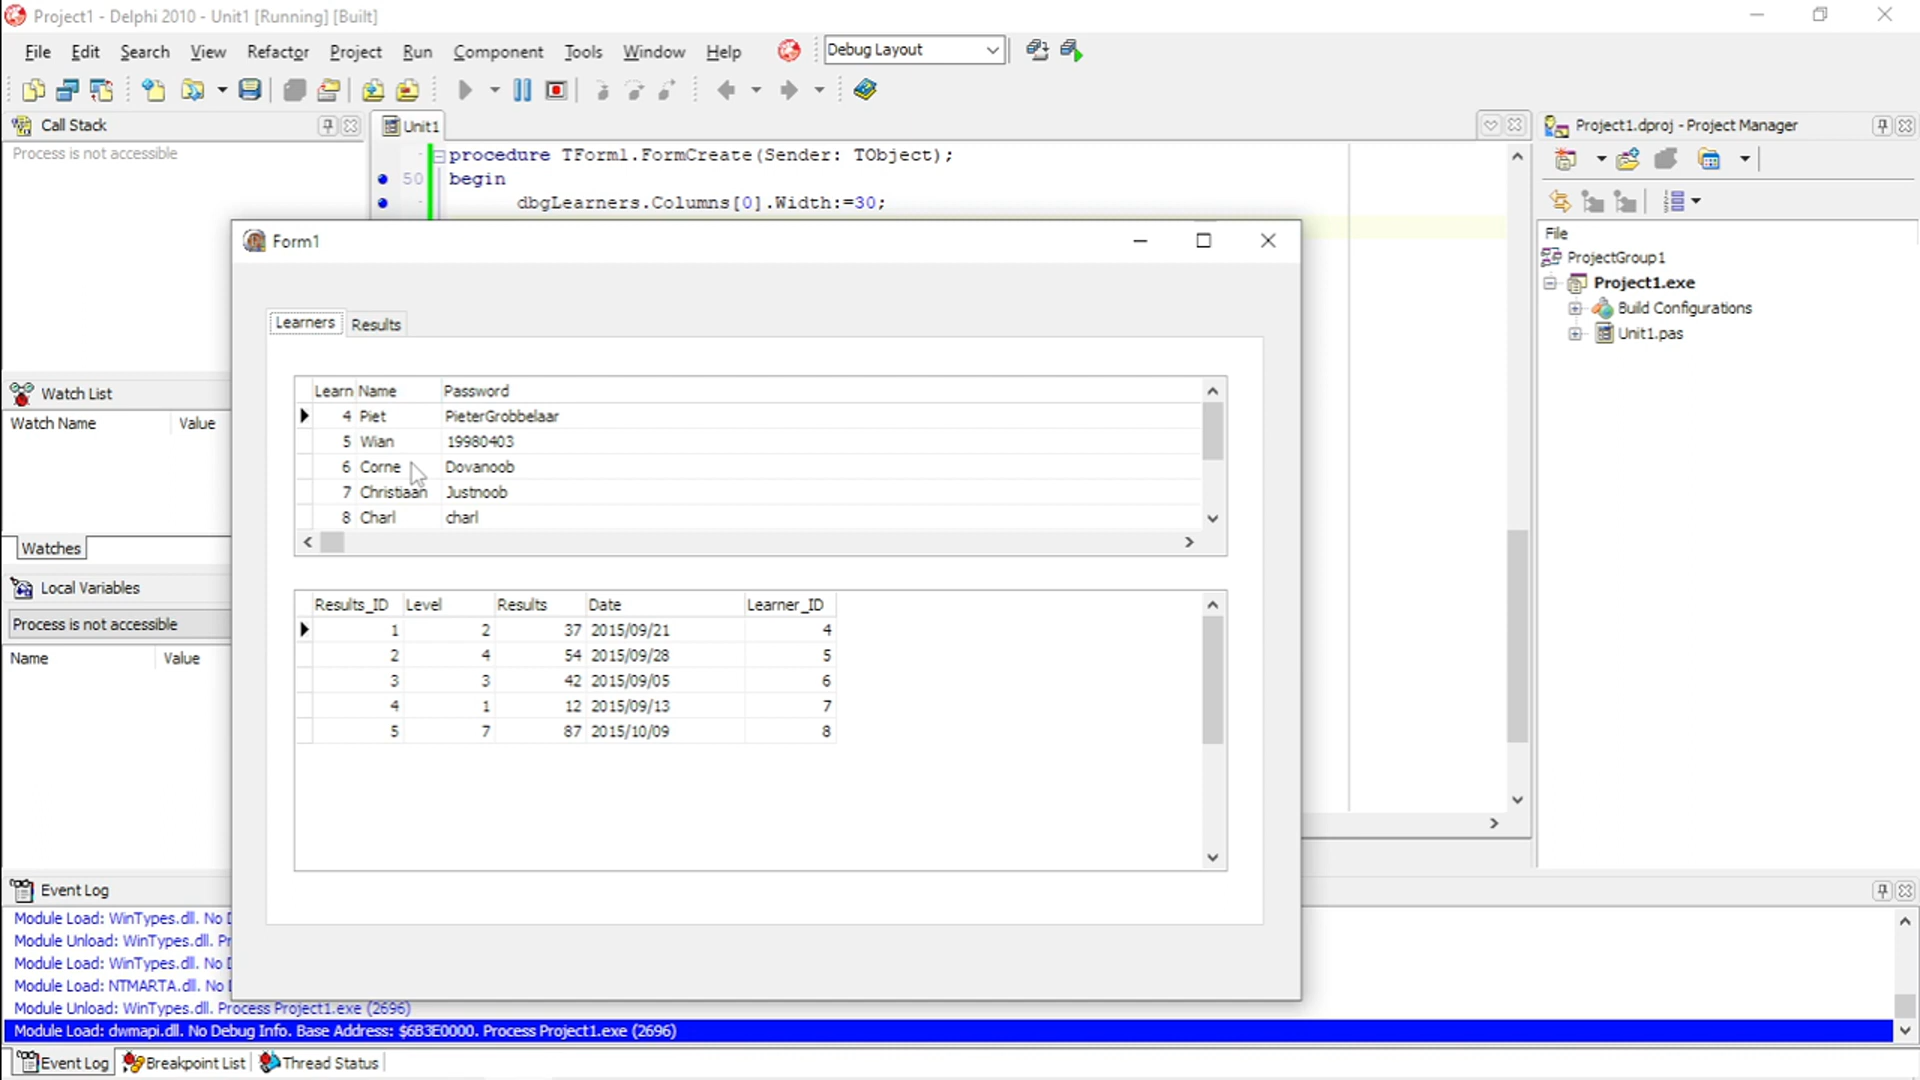 Project1 - Delphi 2010 - Unit1 [Running] [Built]
File Edit Search View Refactor Project Run Component Tools Window Help Debug Layout
Call Stack
Process is not accessible
Unit1
procedure TForm1.FormCreate(Sender: TObject);
50 begin
dbgLearners.Columns[0].Width:=30;
Project1.dproj - Project Manager
File
ProjectGroup1
Project1.exe
Build Configurations
Unit1.pas
Form1
Learners Results
Learn Name Password
4 Piet PieterGrobbelaar
5 Wian 19980403
6 Corne Dovanoob
7 Christiaan Justnoob
8 Charl charl
Results_ID Level Results Date Learner_ID
1 2 37 2015/09/21 4
2 4 54 2015/09/28 5
3 3 42 2015/09/05 6
4 1 12 2015/09/13 7
5 7 87 2015/10/09 8
Watch List
Watch Name Value
Watches
Local Variables
Process is not accessible
Name Value
Event Log
Module Load: WinTypes.dll. No D
Module Unload: WinTypes.dll. Pr
Module Load: WinTypes.dll. No D
Module Load: NTMARTA.dll. No D
Module Unload: WinTypes.dll. Process Project1.exe (2696)
Module Load: dwmapi.dll. No Debug Info. Base Address: $6B3E0000. Process Project1.exe (2696)
Event Log Breakpoint List Thread Status